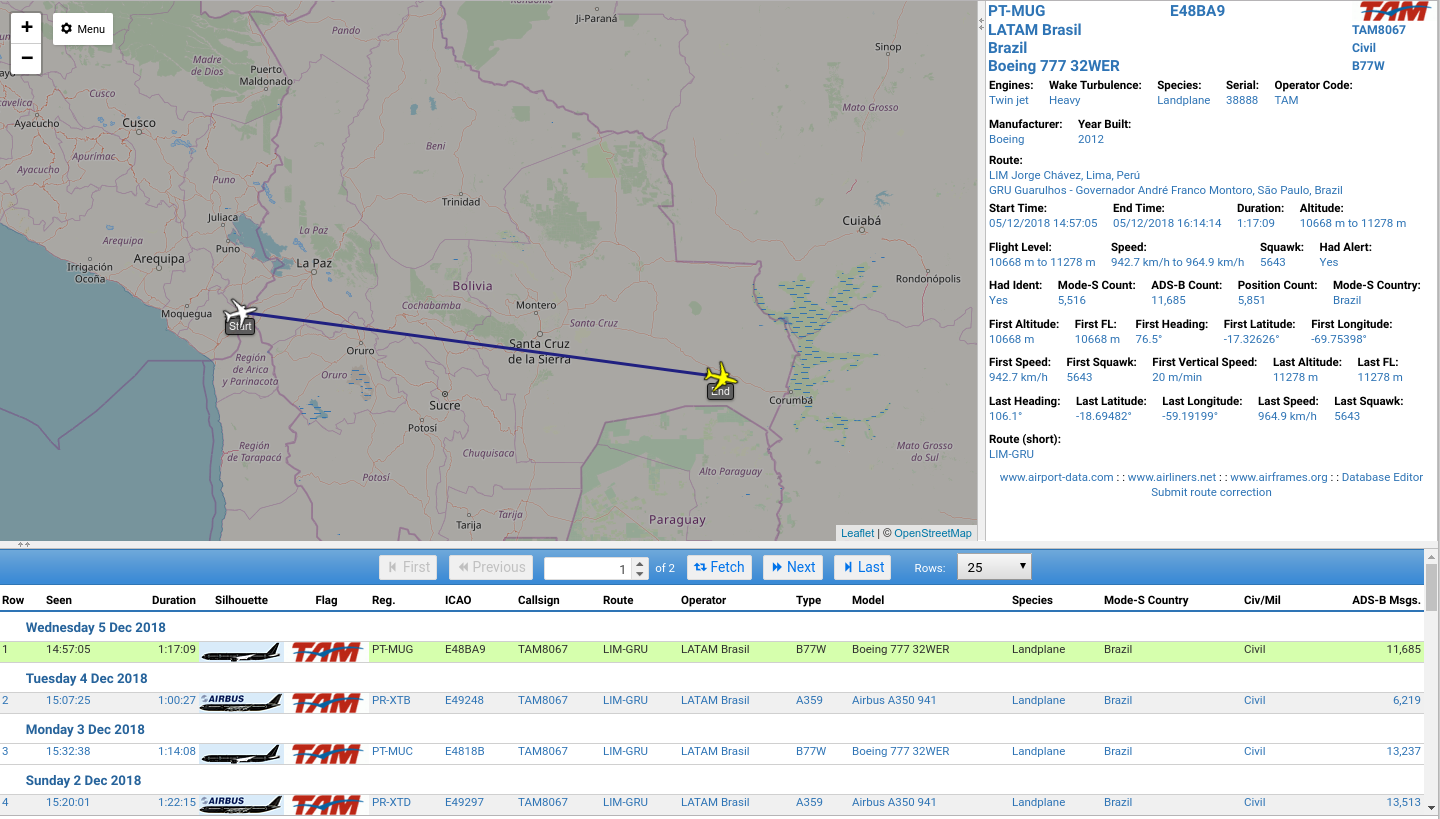 +
−
Menu
Ji-Paraná
Pando
Sinop
Madre
de Dios
Puerto
Maldonado
Cusco
Mato Grosso
Ayacucho
Cusco
Apurímac
Beni
Ayacucho
Puno
Trinidad
Juliaca
Cuiabá
La Paz
Arequipa
Puno
Arequipa
La Paz
Irrigación
Ocoña
Rondonópolis
Bolivia
Cochabamba
Montero
Moquegua
Santa Cruz
Start
Santa Cruz
de la Sierra
Oruro
Región
de Arica
y Parinacota
Oruro
End
Corumbá
Sucre
Potosí
Región
de Tarapacá
Chuquisaca
Mato Grosso
do Sul
Alto Paraguay
Potosí
Tarija
Tarija
Paraguay
Leaflet | © OpenStreetMap
PT-MUG E48BA9 TAM
LATAM Brasil TAM8067
Brazil Civil
Boeing 777 32WER B77W
Engines: Wake Turbulence: Species: Serial: Operator Code:
Twin jet Heavy Landplane 38888 TAM
Manufacturer: Year Built:
Boeing 2012
Route:
LIM Jorge Chávez, Lima, Perú
GRU Guarulhos - Governador André Franco Montoro, São Paulo, Brazil
Start Time: End Time: Duration: Altitude:
05/12/2018 14:57:05 05/12/2018 16:14:14 1:17:09 10668 m to 11278 m
Flight Level: Speed: Squawk: Had Alert:
10668 m to 11278 m 942.7 km/h to 964.9 km/h 5643 Yes
Had Ident: Mode-S Count: ADS-B Count: Position Count: Mode-S Country:
Yes 5,516 11,685 5,851 Brazil
First Altitude: First FL: First Heading: First Latitude: First Longitude:
10668 m 10668 m 76.5° -17.32626° -69.75398°
First Speed: First Squawk: First Vertical Speed: Last Altitude: Last FL:
942.7 km/h 5643 20 m/min 11278 m 11278 m
Last Heading: Last Latitude: Last Longitude: Last Speed: Last Squawk:
106.1° -18.69482° -59.19199° 964.9 km/h 5643
Route (short):
LIM-GRU
www.airport-data.com : : www.airliners.net : : www.airframes.org : : Database Editor
Submit route correction
First Previous 1 of 2 Fetch Next Last Rows: 25
Row Seen Duration Silhouette Flag Reg. ICAO Callsign Route Operator Type Model Species Mode-S Country Civ/Mil ADS-B Msgs.
Wednesday 5 Dec 2018
1 14:57:05 1:17:09 TAM PT-MUG E48BA9 TAM8067 LIM-GRU LATAM Brasil B77W Boeing 777 32WER Landplane Brazil Civil 11,685
Tuesday 4 Dec 2018
2 15:07:25 1:00:27 AIRBUS TAM PR-XTB E49248 TAM8067 LIM-GRU LATAM Brasil A359 Airbus A350 941 Landplane Brazil Civil 6,219
Monday 3 Dec 2018
3 15:32:38 1:14:08 TAM PT-MUC E4818B TAM8067 LIM-GRU LATAM Brasil B77W Boeing 777 32WER Landplane Brazil Civil 13,237
Sunday 2 Dec 2018
4 15:20:01 1:22:15 AIRBUS TAM PR-XTD E49297 TAM8067 LIM-GRU LATAM Brasil A359 Airbus A350 941 Landplane Brazil Civil 13,513